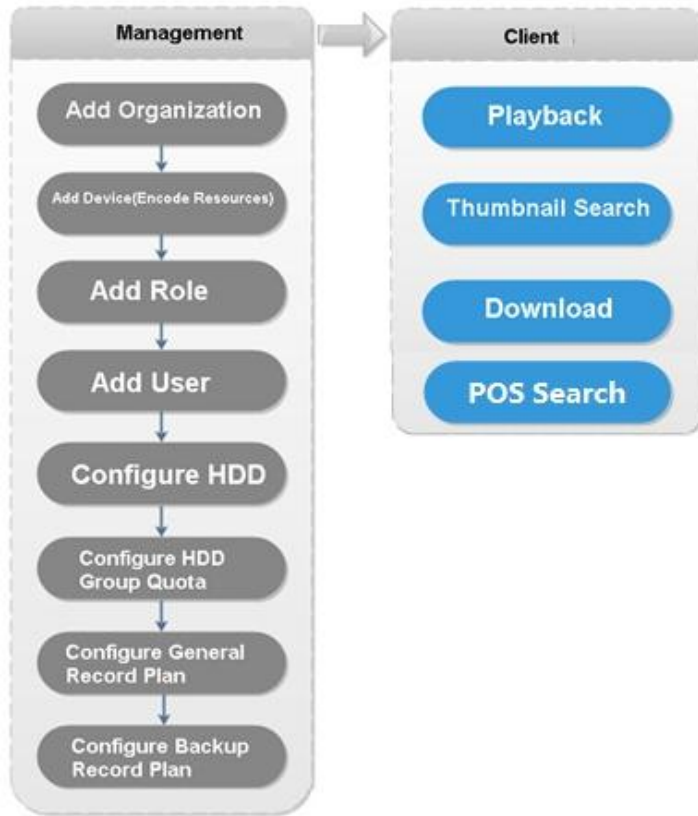 Management
Add Organization
Add Device(Encode Resources)
Add Role
Add User
Configure HDD
Configure HDD
Group Quota
Configure General
Record Plan
Configure Backup
Record Plan
Client
Playback
Thumbnail Search
Download
POS Search